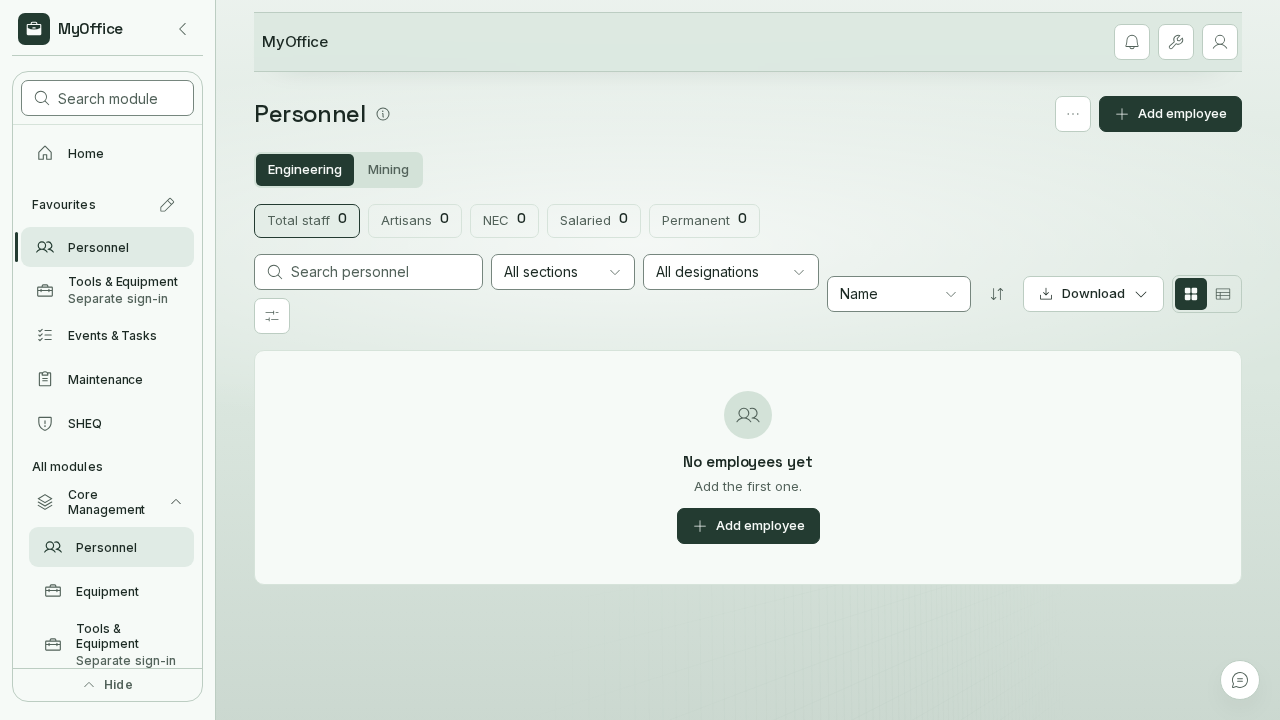 MyOffice
Search module
Home
Favourites
Personnel
Tools & Equipment
Separate sign-in
Events & Tasks
Maintenance
SHEQ
All modules
Core
Management
Personnel
Equipment
Tools &
Equipment
Separate sign-in
Hide
MyOffice
Personnel
Add employee
Engineering
Mining
Total staff 0
Artisans 0
NEC 0
Salaried 0
Permanent 0
Search personnel
All sections
All designations
Name
Download
No employees yet
Add the first one.
Add employee